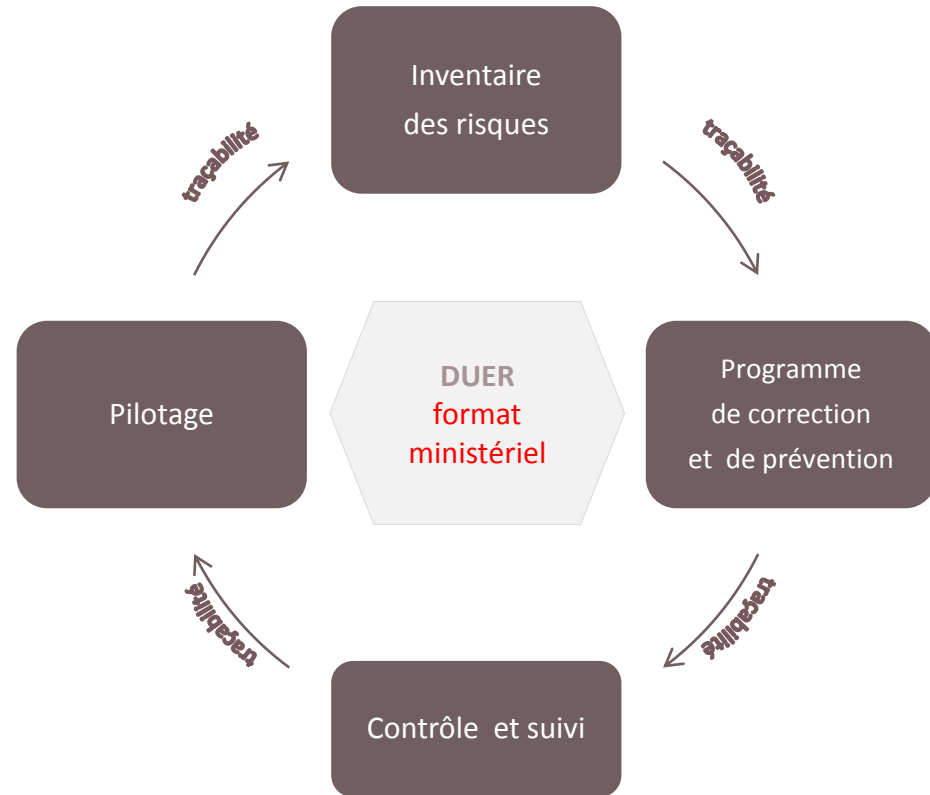 Inventaire
des risques
traçabilité
traçabilité
Pilotage
DUER
format
ministériel
Programme
de correction
et de prévention
traçabilité
traçabilité
Contrôle et suivi